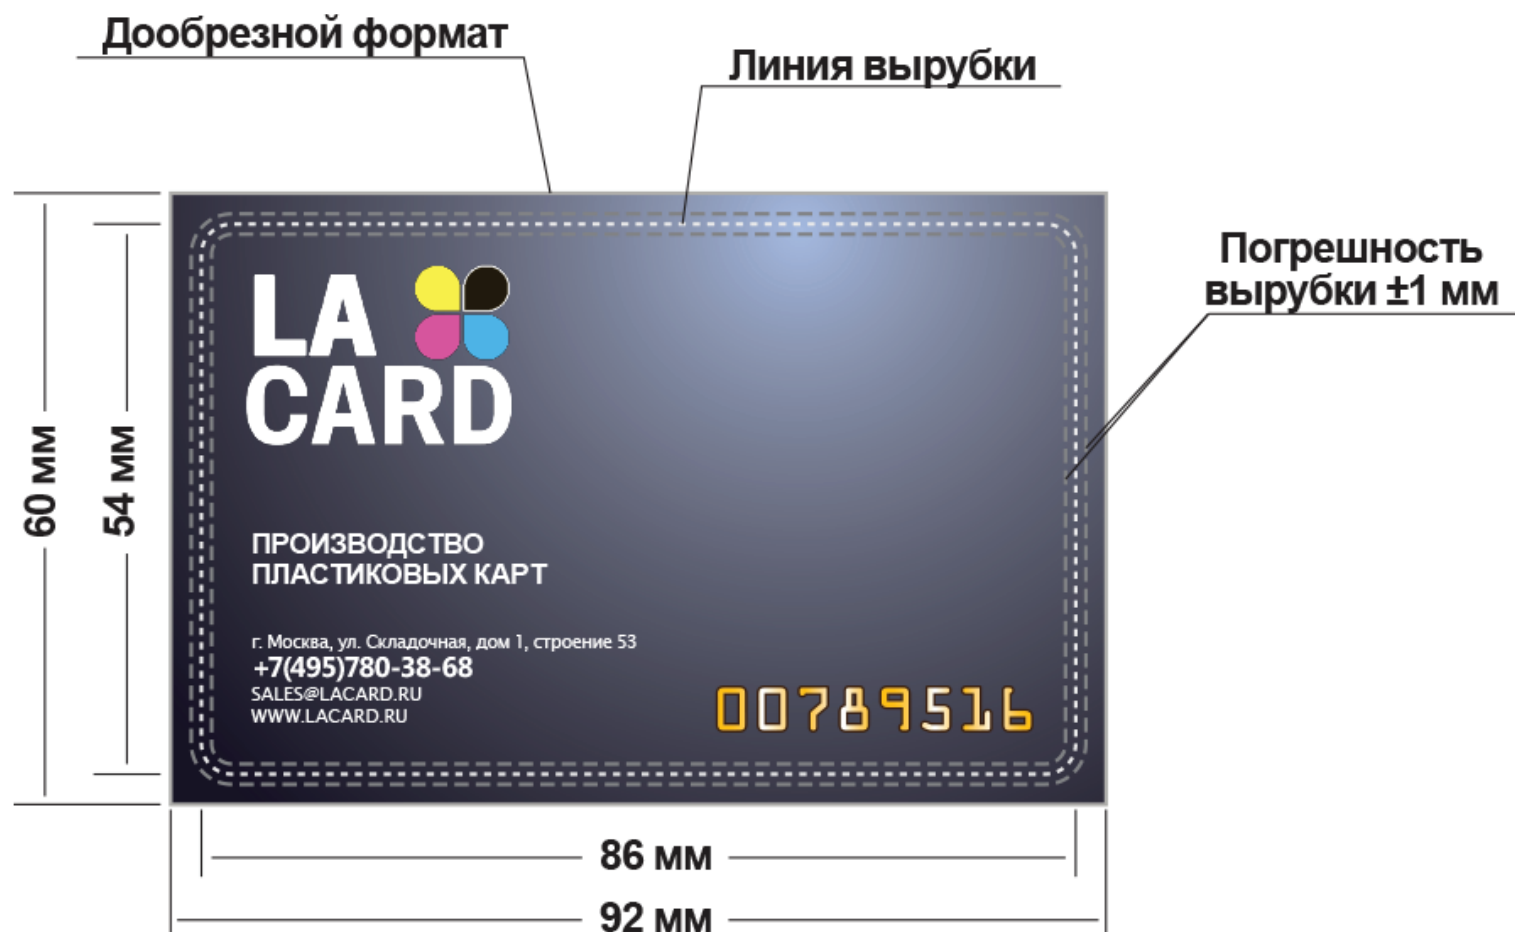 Дообрезной формат
Линия вырубки
Погрешность
вырубки ±1 мм
60 мм
54 мм
LA
CARD
ПРОИЗВОДСТВО
ПЛАСТИКОВЫХ КАРТ
г. Москва, ул. Складочная, дом 1, строение 53
+7(495)780-38-68
SALES@LACARD.RU
WWW.LACARD.RU
00789516
86 мм
92 мм